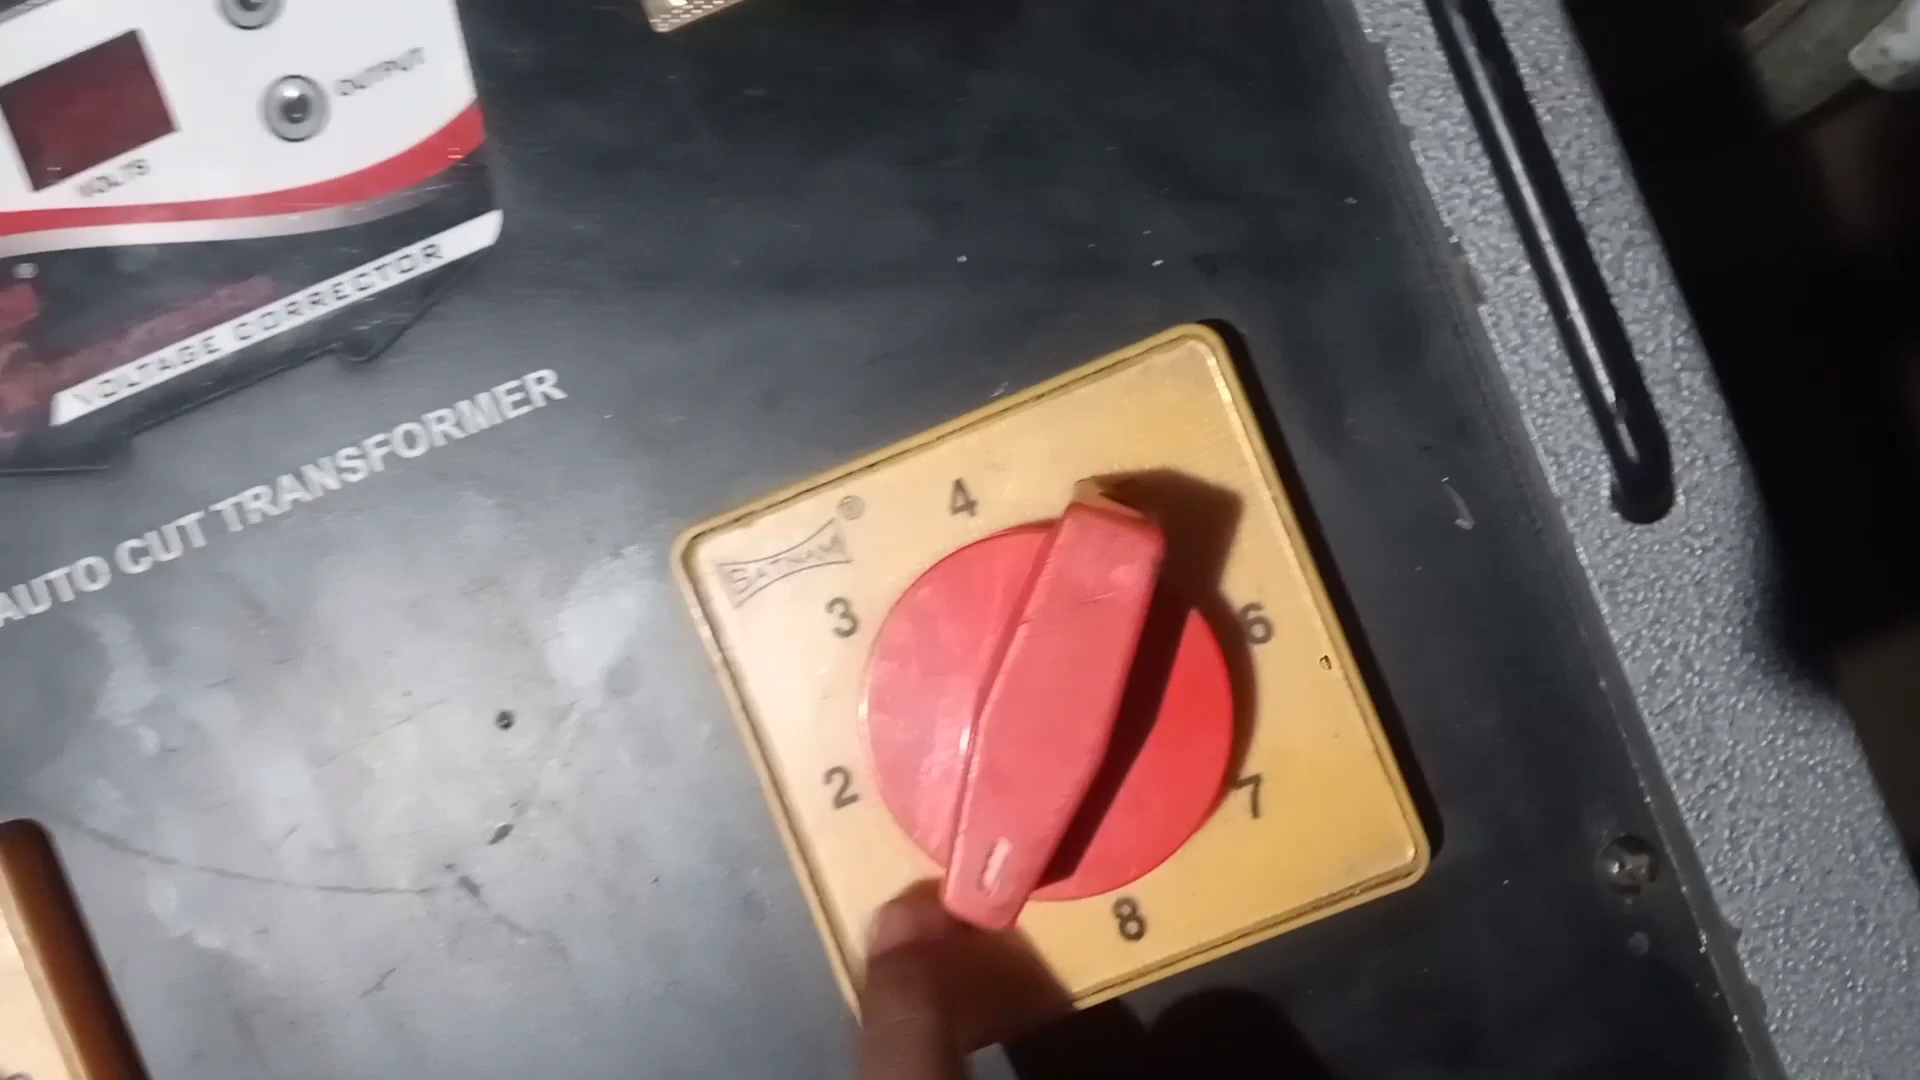 OUTPUT
VOLTS
®
VOLTAGE CORRECTOR
AUTO CUT TRANSFORMER
SATNAM®
4
3
6
2
7
8